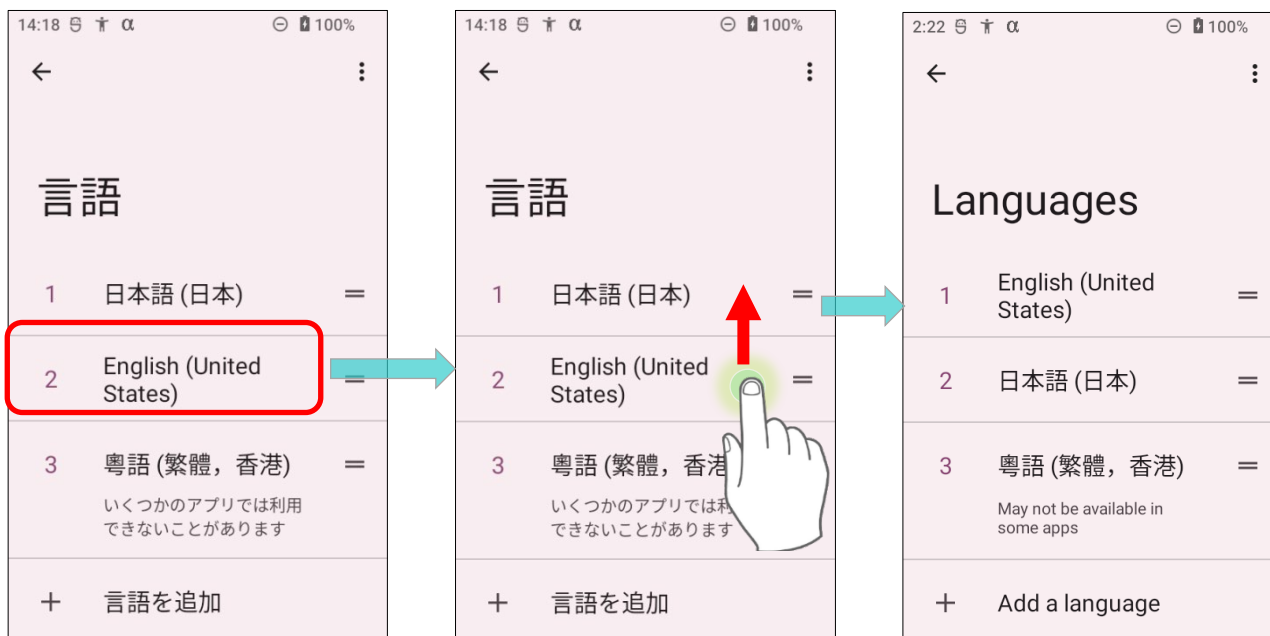 14:18 α 100%
言語
1 日本語 (日本)
2 English (United
States)
3 粵語 (繁體，香港)
いくつかのアプリでは利用
できないことがあります
+ 言語を追加
14:18 α 100%
言語
1 日本語 (日本)
2 English (United
States)
3 粵語 (繁體，香港
いくつかのアプリでは利
できないことがあります
+ 言語を追加
2:22 α 100%
Languages
1 English (United
States)
2 日本語 (日本)
3 粵語 (繁體，香港)
May not be available in
some apps
+ Add a language